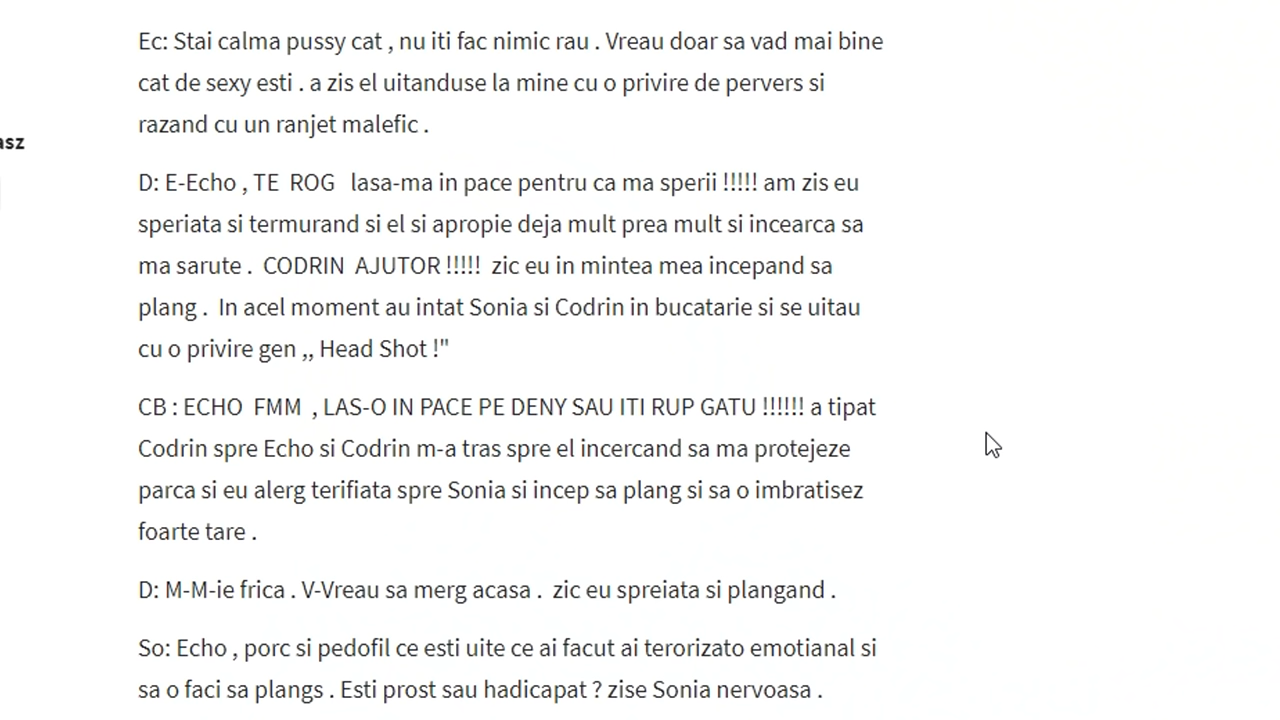 Ec: Stai calma pussy cat , nu iti fac nimic rau . Vreau doar sa vad mai bine
cat de sexy esti . a zis el uitanduse la mine cu o privire de pervers si
razand cu un ranjet malefic .
asz
D: E-Echo , TE ROG lasa-ma in pace pentru ca ma sperii !!!!! am zis eu
speriata si termurand si el si apropie deja mult prea mult si incearca sa
ma sarute . CODRIN AJUTOR !!!!! zic eu in mintea mea incepand sa
plang . In acel moment au intat Sonia si Codrin in bucatarie si se uitau
cu o privire gen ,, Head Shot !"
CB : ECHO FMM , LAS-O IN PACE PE DENY SAU ITI RUP GATU !!!!!! a tipat
Codrin spre Echo si Codrin m-a tras spre el incercand sa ma protejeze
parca si eu alerg terifiata spre Sonia si incep sa plang si sa o imbratisez
foarte tare .
D: M-M-ie frica . V-Vreau sa merg acasa . zic eu spreiata si plangand .
So: Echo , porc si pedofil ce esti uite ce ai facut ai terorizato emotianal si
sa o faci sa plangs . Esti prost sau hadicapat ? zise Sonia nervoasa .